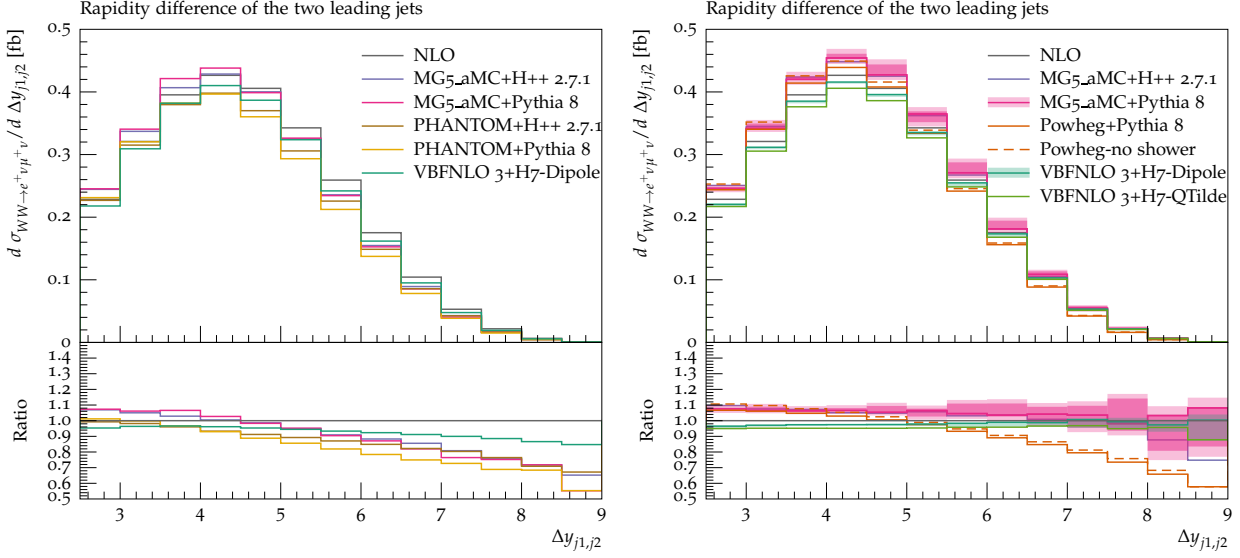 Rapidity difference of the two leading jets
d σ_{WW→e⁺νμ⁺ν} / d Δy_{j1,j2} [fb]
0.5
0.4
0.3
0.2
0.1
0
NLO
MG5_aMC+H++ 2.7.1
MG5_aMC+Pythia 8
PHANTOM+H++ 2.7.1
PHANTOM+Pythia 8
VBFNLO 3+H7-Dipole
Ratio
1.4
1.3
1.2
1.1
1.0
0.9
0.8
0.7
0.6
0.5
3 4 5 6 7 8 9
Δy_{j1,j2}
Rapidity difference of the two leading jets
d σ_{WW→e⁺νμ⁺ν} / d Δy_{j1,j2} [fb]
0.5
0.4
0.3
0.2
0.1
0
NLO
MG5_aMC+H++ 2.7.1
MG5_aMC+Pythia 8
Powheg+Pythia 8
Powheg-no shower
VBFNLO 3+H7-Dipole
VBFNLO 3+H7-QTilde
Ratio
1.4
1.3
1.2
1.1
1.0
0.9
0.8
0.7
0.6
0.5
3 4 5 6 7 8 9
Δy_{j1,j2}